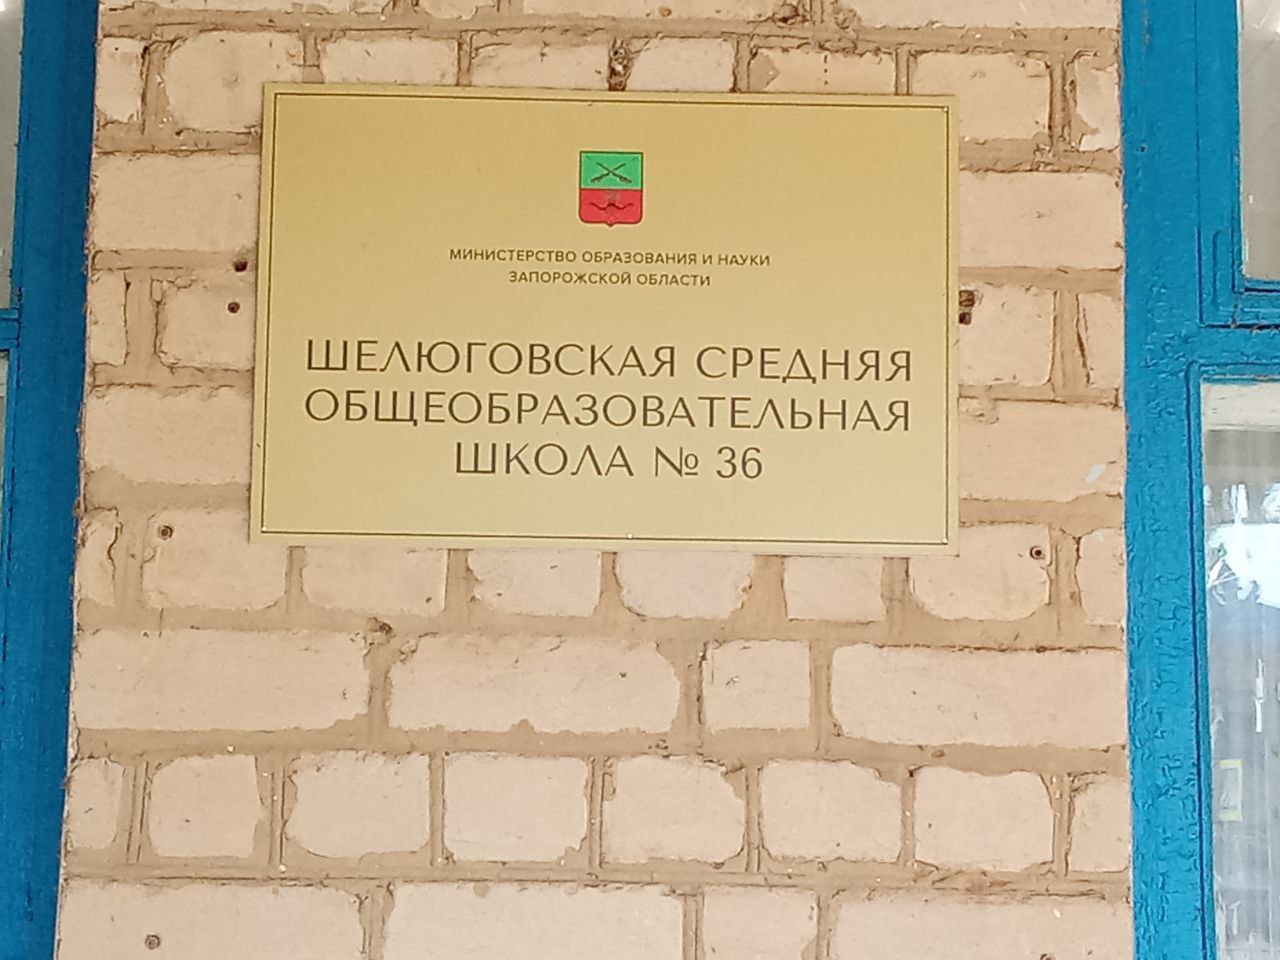 МИНИСТЕРСТВО ОБРАЗОВАНИЯ И НАУКИ
ЗАПОРОЖСКОЙ ОБЛАСТИ
ШЕЛЮГОВСКАЯ СРЕДНЯЯ
ОБЩЕОБРАЗОВАТЕЛЬНАЯ
ШКОЛА № 36